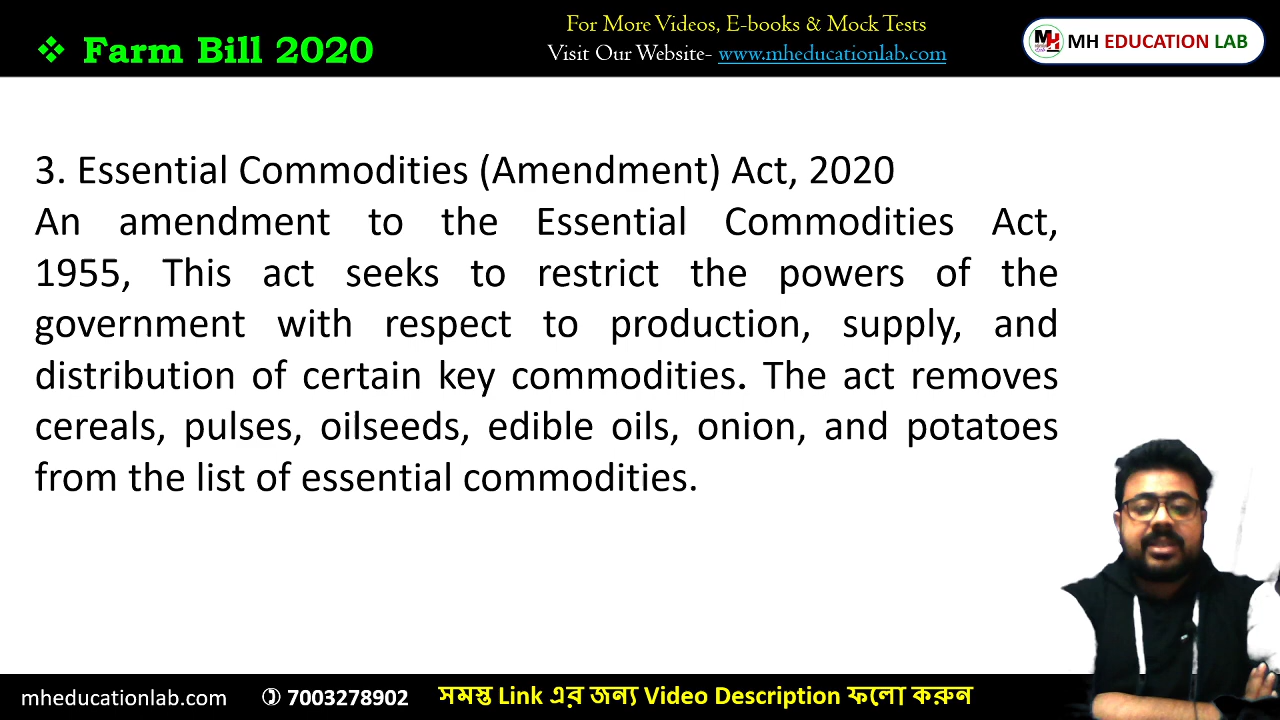 ❖ Farm Bill 2020
For More Videos, E-books & Mock Tests
Visit Our Website- www.mheducationlab.com
MH EDUCATION LAB
3. Essential Commodities (Amendment) Act, 2020
An amendment to the Essential Commodities Act,
1955, This act seeks to restrict the powers of the
government with respect to production, supply, and
distribution of certain key commodities. The act removes
cereals, pulses, oilseeds, edible oils, onion, and potatoes
from the list of essential commodities.
mheducationlab.com
7003278902
সমস্ত Link এর জন্য Video Description ফলো করুন